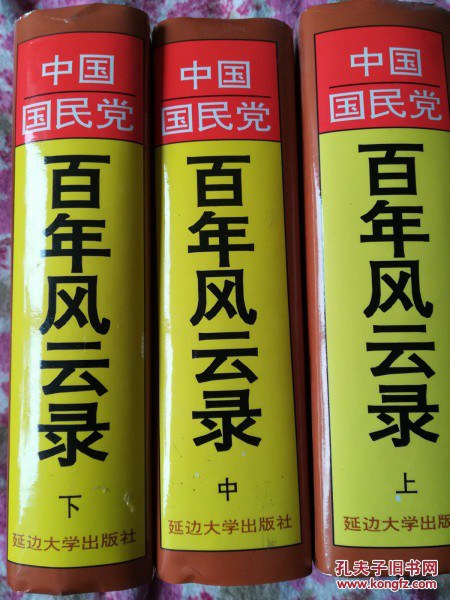 中国
国民党
百年风云录
下
延边大学出版社
中国
国民党
百年风云录
中
延边大学出版社
中国
国民党
百年风云录
上
延边大学出版
孔夫子旧书网
www.kongfz.com